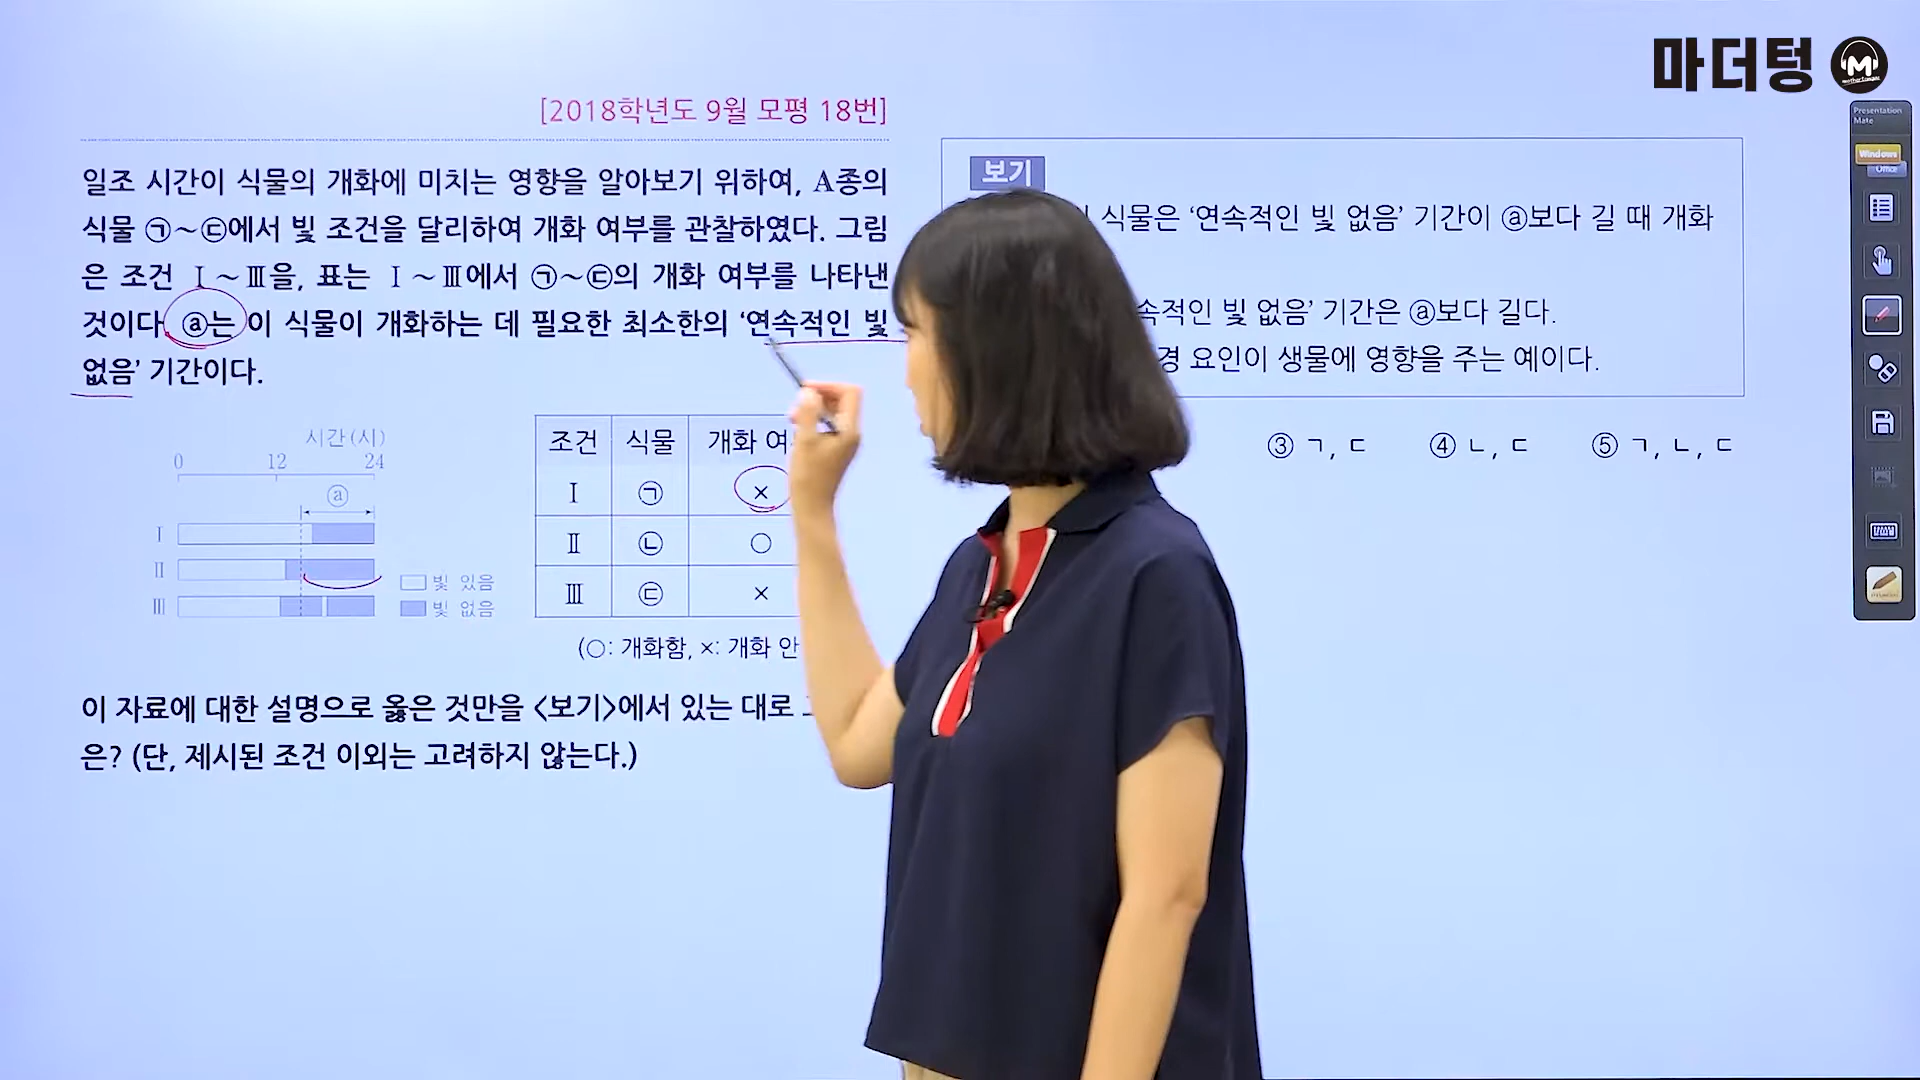 마더텅
M
[2018학년도 9월 모평 18번]
일조 시간이 식물의 개화에 미치는 영향을 알아보기 위하여, A종의
식물 ㉠~㉢에서 빛 조건을 달리하여 개화 여부를 관찰하였다. 그림
은 조건 Ⅰ~Ⅲ을, 표는 Ⅰ~Ⅲ에서 ㉠~㉢의 개화 여부를 나타낸
것이다. ⓐ는 이 식물이 개화하는 데 필요한 최소한의 ‘연속적인 빛
없음’ 기간이다.
시간(시)
0 12 24
ⓐ
Ⅰ
Ⅱ
Ⅲ
빛 있음
빛 없음
조건 식물 개화
Ⅰ ㉠ ×
Ⅱ ㉡ ○
Ⅲ ㉢ ×
(○: 개화함, ×: 개화 안
이 자료에 대한 설명으로 옳은 것만을 <보기>에서 있는 대로
은? (단, 제시된 조건 이외는 고려하지 않는다.)
보기
식물은 ‘연속적인 빛 없음’ 기간이 ⓐ보다 길 때 개화
속적인 빛 없음’ 기간은 ⓐ보다 길다.
경 요인이 생물에 영향을 주는 예이다.
③ ㄱ, ㄷ ④ ㄴ, ㄷ ⑤ ㄱ, ㄴ, ㄷ
Presentation
Mate
Windows
Office